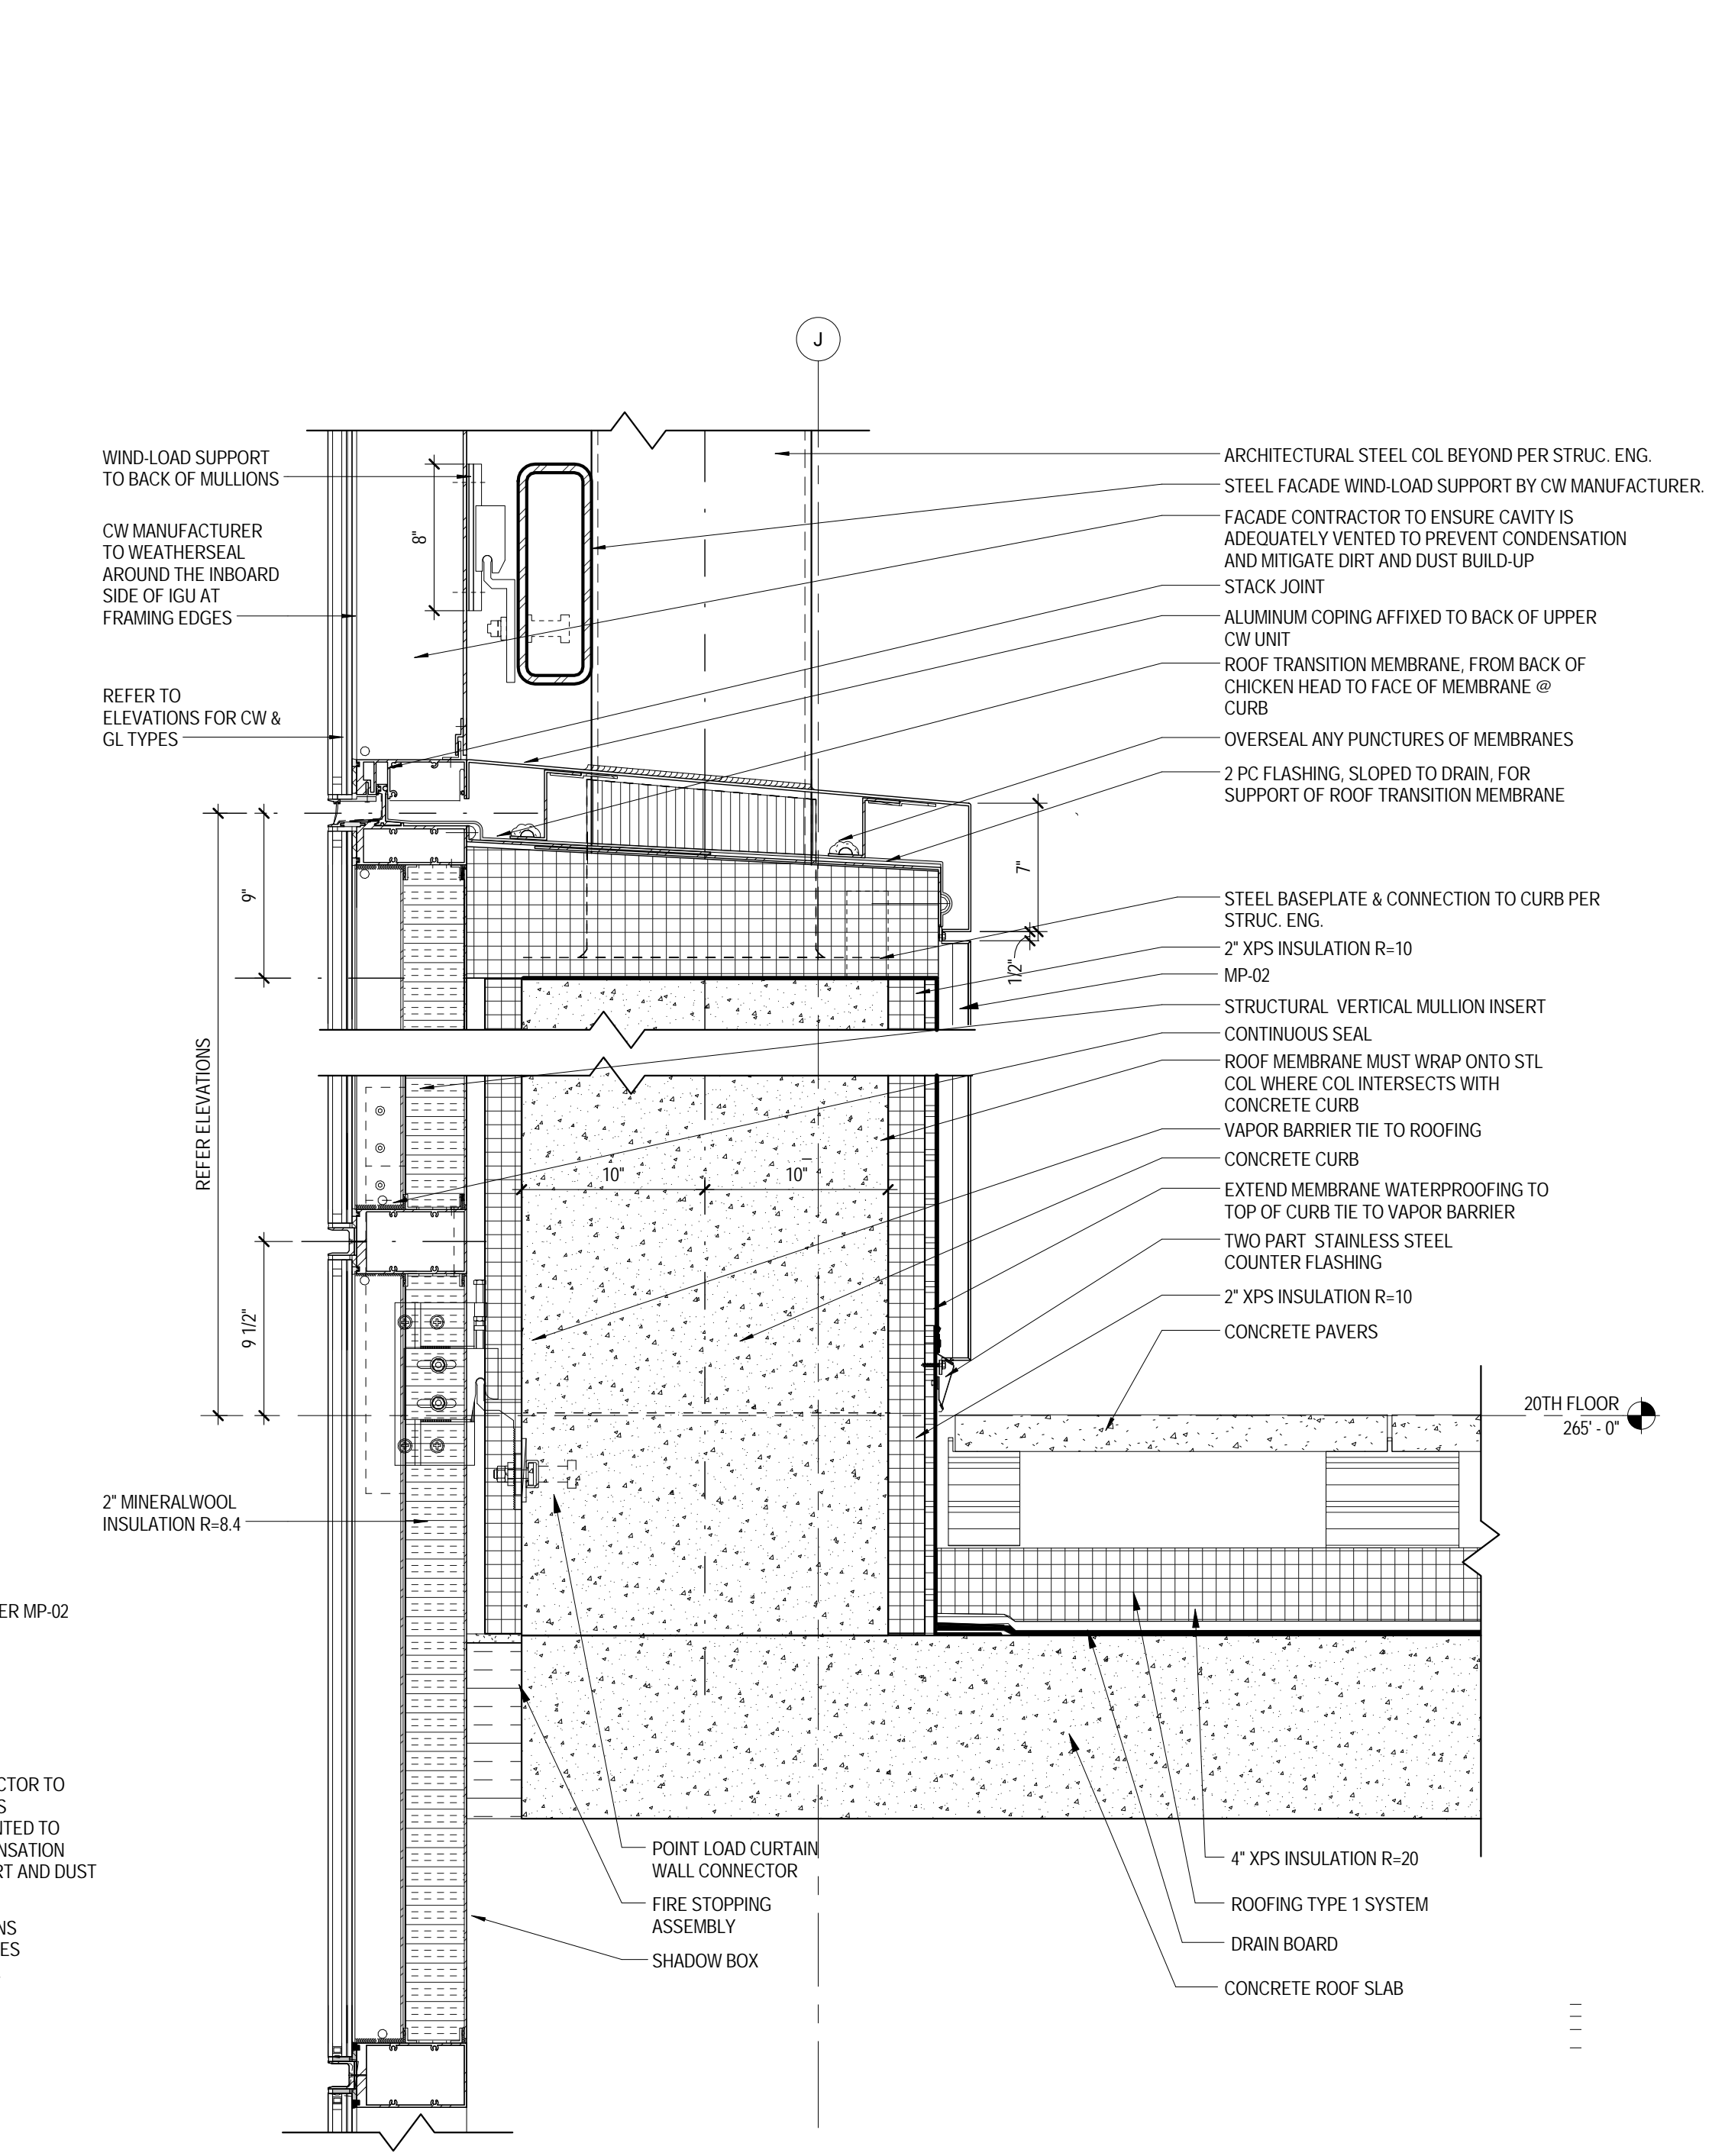 J
WIND-LOAD SUPPORT
TO BACK OF MULLIONS
CW MANUFACTURER
TO WEATHERSEAL
AROUND THE INBOARD
SIDE OF IGU AT
FRAMING EDGES
REFER TO
ELEVATIONS FOR CW &
GL TYPES
8"
9"
REFER ELEVATIONS
9 1/2"
2" MINERALWOOL
INSULATION R=8.4
ER MP-02
CTOR TO
S
NTED TO
ENSATION
RT AND DUST
NS
ES
ARCHITECTURAL STEEL COL BEYOND PER STRUC. ENG.
STEEL FACADE WIND-LOAD SUPPORT BY CW MANUFACTURER.
FACADE CONTRACTOR TO ENSURE CAVITY IS
ADEQUATELY VENTED TO PREVENT CONDENSATION
AND MITIGATE DIRT AND DUST BUILD-UP
STACK JOINT
ALUMINUM COPING AFFIXED TO BACK OF UPPER
CW UNIT
ROOF TRANSITION MEMBRANE, FROM BACK OF
CHICKEN HEAD TO FACE OF MEMBRANE @
CURB
OVERSEAL ANY PUNCTURES OF MEMBRANES
2 PC FLASHING, SLOPED TO DRAIN, FOR
SUPPORT OF ROOF TRANSITION MEMBRANE
7"
1/2"
STEEL BASEPLATE & CONNECTION TO CURB PER
STRUC. ENG.
2" XPS INSULATION R=10
MP-02
STRUCTURAL VERTICAL MULLION INSERT
CONTINUOUS SEAL
ROOF MEMBRANE MUST WRAP ONTO STL
COL WHERE COL INTERSECTS WITH
CONCRETE CURB
VAPOR BARRIER TIE TO ROOFING
CONCRETE CURB
EXTEND MEMBRANE WATERPROOFING TO
TOP OF CURB TIE TO VAPOR BARRIER
TWO PART STAINLESS STEEL
COUNTER FLASHING
2" XPS INSULATION R=10
CONCRETE PAVERS
10"
10"
20TH FLOOR
265' - 0"
POINT LOAD CURTAIN
WALL CONNECTOR
FIRE STOPPING
ASSEMBLY
SHADOW BOX
4" XPS INSULATION R=20
ROOFING TYPE 1 SYSTEM
DRAIN BOARD
CONCRETE ROOF SLAB